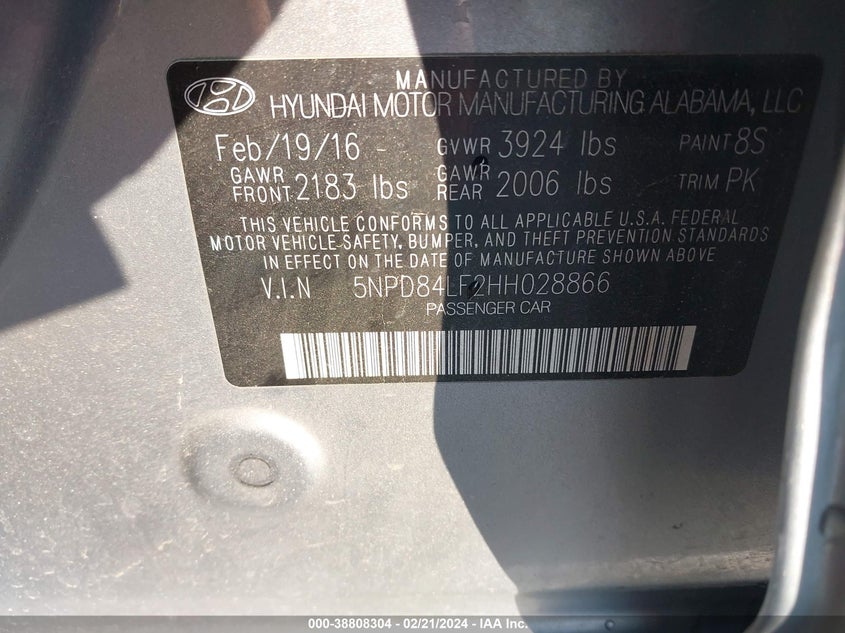 MANUFACTURED BY
HYUNDAI MOTOR MANUFACTURING ALABAMA, LLC
Feb/19/16 GVWR 3924 lbs PAINT 8S
GAWR FRONT 2183 lbs GAWR REAR 2006 lbs TRIM PK
THIS VEHICLE CONFORMS TO ALL APPLICABLE U.S.A. FEDERAL
MOTOR VEHICLE SAFETY, BUMPER, AND THEFT PREVENTION STANDARDS
IN EFFECT ON THE DATE OF MANUFACTURE SHOWN ABOVE
V.I.N 5NPD84LF2HH028866
PASSENGER CAR
000-38808304 - 02/21/2024 - IAA Inc.